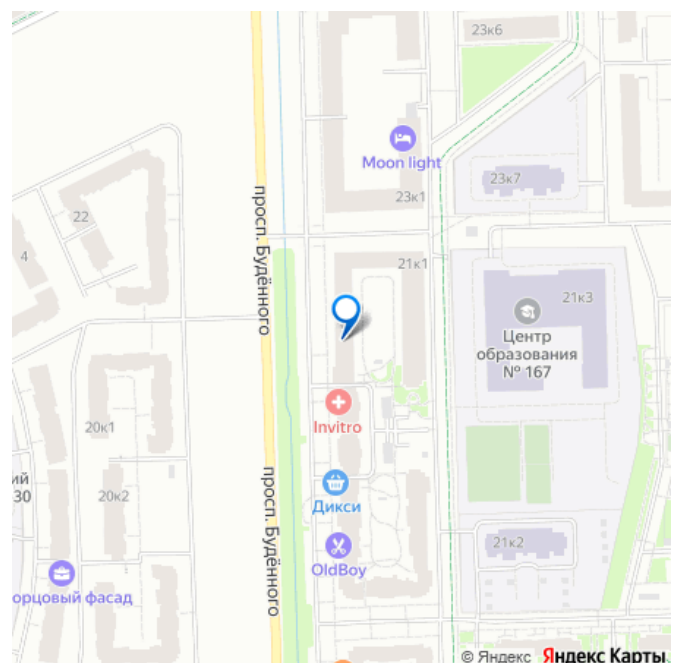 23к6
Moon light
23к7
23к1
22
просп. Будённого
4
21к1
21к3
Центр
образования
№ 167
Invitro
20к1
ий
30
20к2
просп. Будённого
Дикси
21к2
OldBoy
орцовый фасад
© Яндекс Яндекс Карты